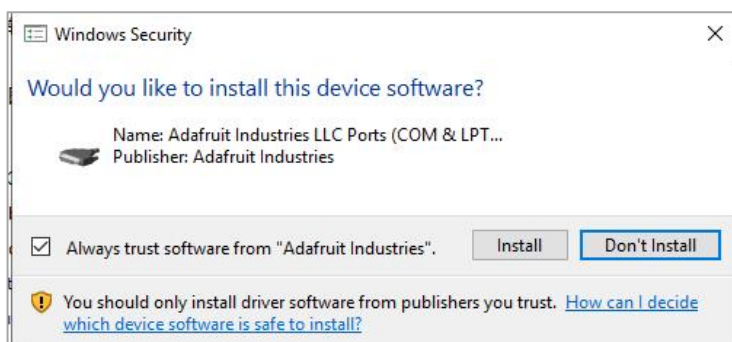 Windows Security
Would you like to install this device software?
Name: Adafruit Industries LLC Ports (COM & LPT...
Publisher: Adafruit Industries
Always trust software from "Adafruit Industries".
Install
Don't Install
You should only install driver software from publishers you trust. How can I decide
which device software is safe to install?